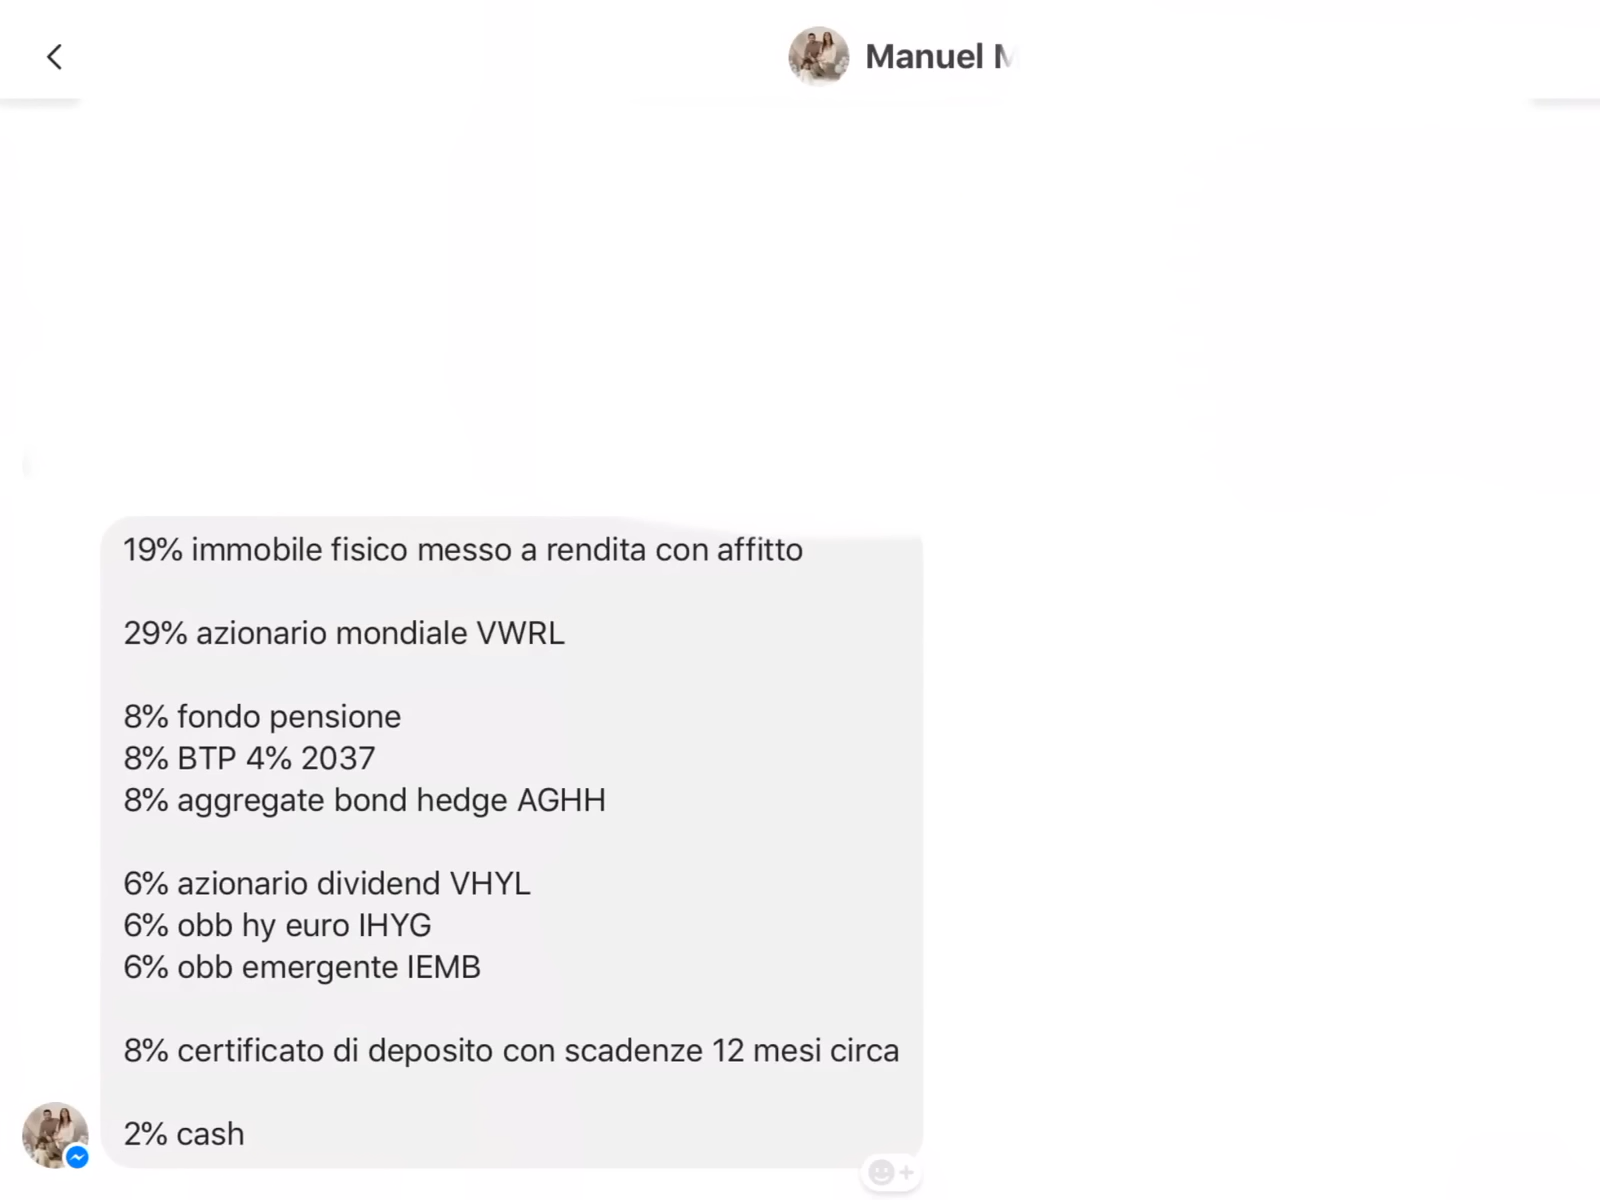 Manuel M
19% immobile fisico messo a rendita con affitto
29% azionario mondiale VWRL
8% fondo pensione
8% BTP 4% 2037
8% aggregate bond hedge AGHH
6% azionario dividend VHYL
6% obb hy euro IHYG
6% obb emergente IEMB
8% certificato di deposito con scadenze 12 mesi circa
2% cash